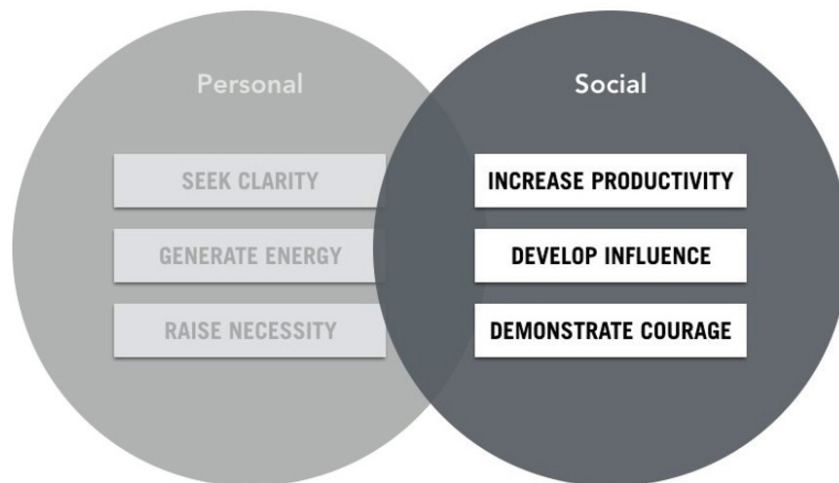 Personal
SEEK CLARITY
GENERATE ENERGY
RAISE NECESSITY
Social
INCREASE PRODUCTIVITY
DEVELOP INFLUENCE
DEMONSTRATE COURAGE